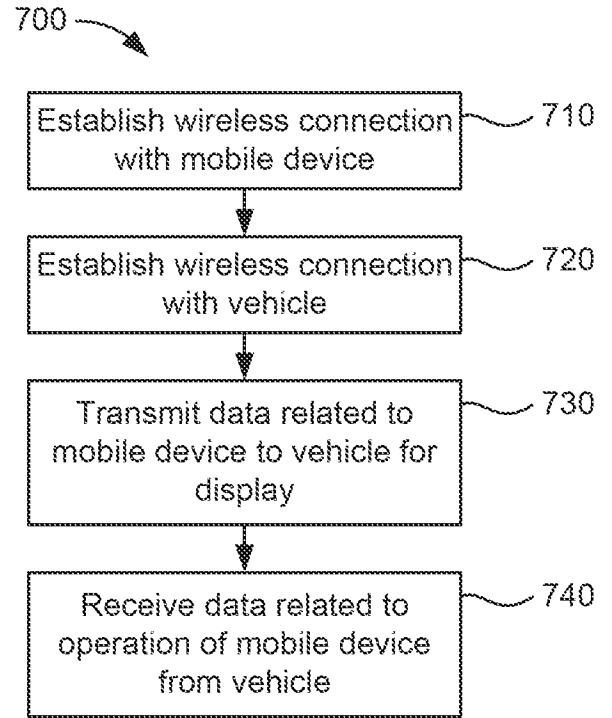 700
Establish wireless connection
with mobile device
710
Establish wireless connection
with vehicle
720
Transmit data related to
mobile device to vehicle for
display
730
Receive data related to
operation of mobile device
from vehicle
740